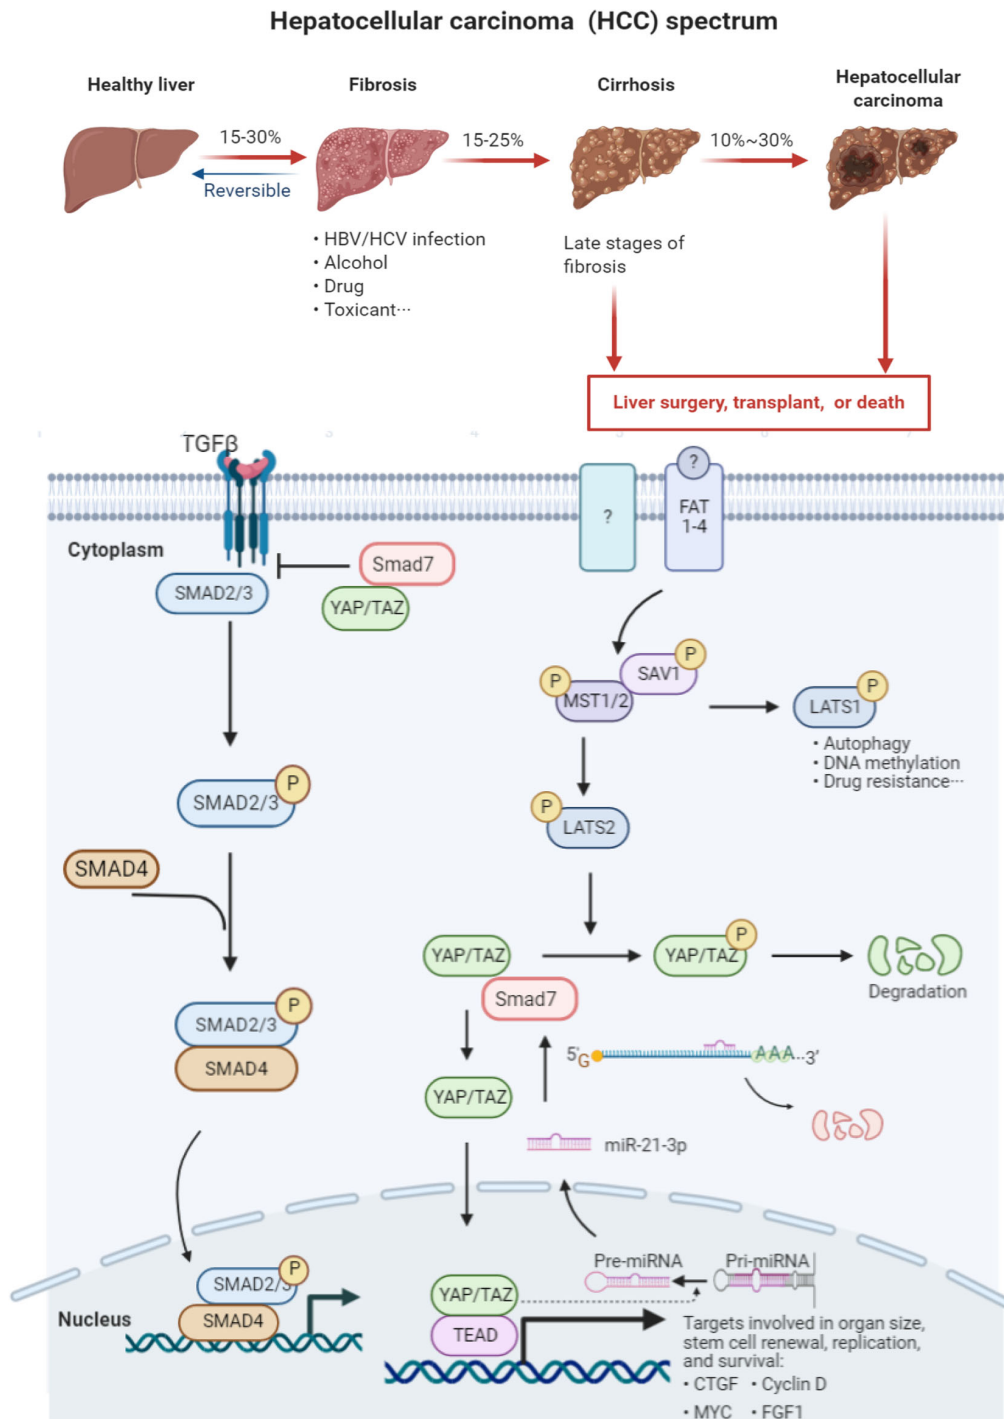 Hepatocellular carcinoma (HCC) spectrum
Healthy liver
Fibrosis
Cirrhosis
Hepatocellular
carcinoma
15-30%
Reversible
15-25%
10%~30%
• HBV/HCV infection
• Alcohol
• Drug
• Toxicant···
Late stages of
fibrosis
Liver surgery, transplant, or death
TGFβ
?
?
FAT
1-4
Cytoplasm
Smad7
YAP/TAZ
SMAD2/3
P
SAV1
P
MST1/2
P
LATS1
• Autophagy
• DNA methylation
• Drug resistance···
P
SMAD2/3
P
LATS2
SMAD4
YAP/TAZ
Smad7
P
YAP/TAZ
Degradation
P
SMAD2/3
SMAD4
5'
G
AAA...3'
YAP/TAZ
miR-21-3p
Pre-miRNA
Pri-miRNA
P
SMAD2/3
SMAD4
Nucleus
YAP/TAZ
TEAD
Targets involved in organ size,
stem cell renewal, replication,
and survival:
• CTGF • Cyclin D
• MYC • FGF1